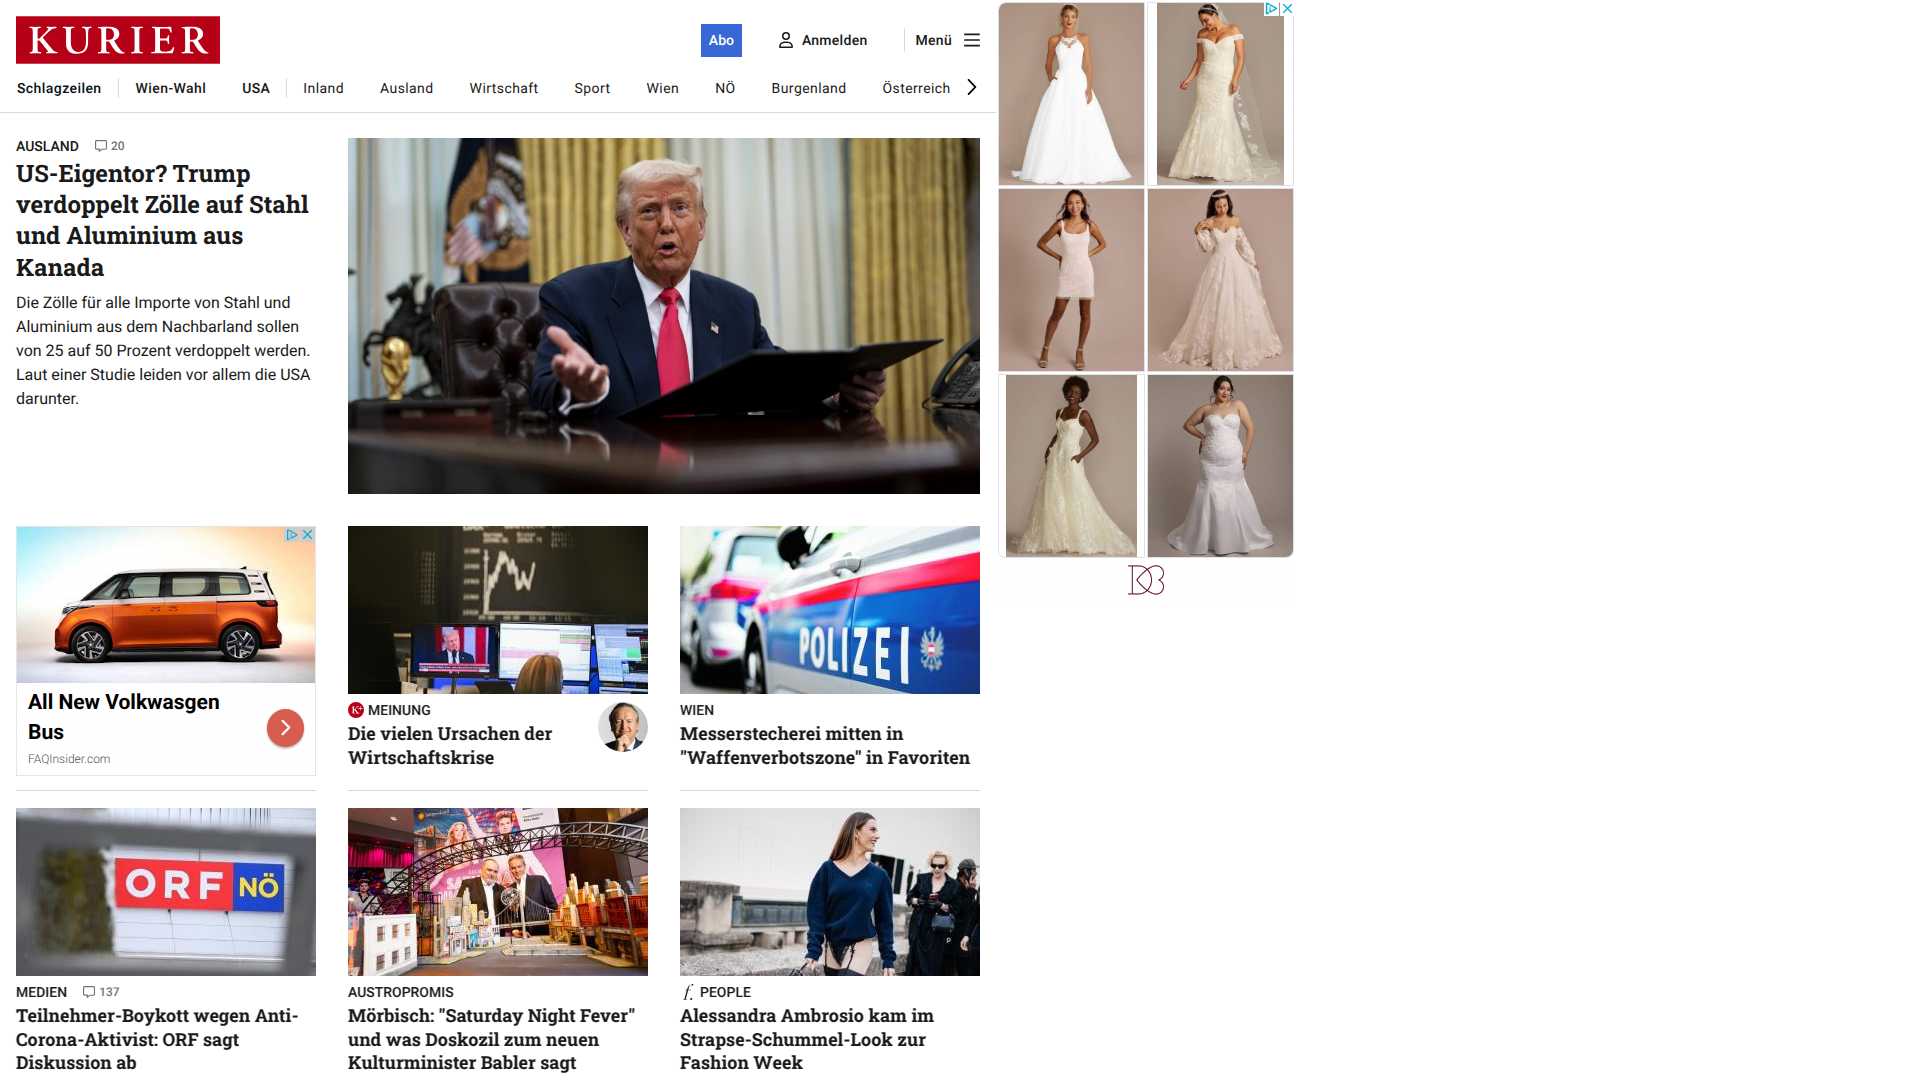 KURIER
Abo
Anmelden
Menü
Schlagzeilen
Wien-Wahl
USA
Inland
Ausland
Wirtschaft
Sport
Wien
NÖ
Burgenland
Österreich
AUSLAND 20
US-Eigentor? Trump
verdoppelt Zölle auf Stahl
und Aluminium aus
Kanada
Die Zölle für alle Importe von Stahl und
Aluminium aus dem Nachbarland sollen
von 25 auf 50 Prozent verdoppelt werden.
Laut einer Studie leiden vor allem die USA
darunter.
All New Volkwasgen
Bus
FAQInsider.com
K+ MEINUNG
Die vielen Ursachen der
Wirtschaftskrise
POLIZEI
WIEN
Messerstecherei mitten in
"Waffenverbotszone" in Favoriten
DB
ORF NÖ
MEDIEN 137
Teilnehmer-Boykott wegen Anti-
Corona-Aktivist: ORF sagt
Diskussion ab
AUSTROPROMIS
Mörbisch: "Saturday Night Fever"
und was Doskozil zum neuen
Kulturminister Babler sagt
f. PEOPLE
Alessandra Ambrosio kam im
Strapse-Schummel-Look zur
Fashion Week